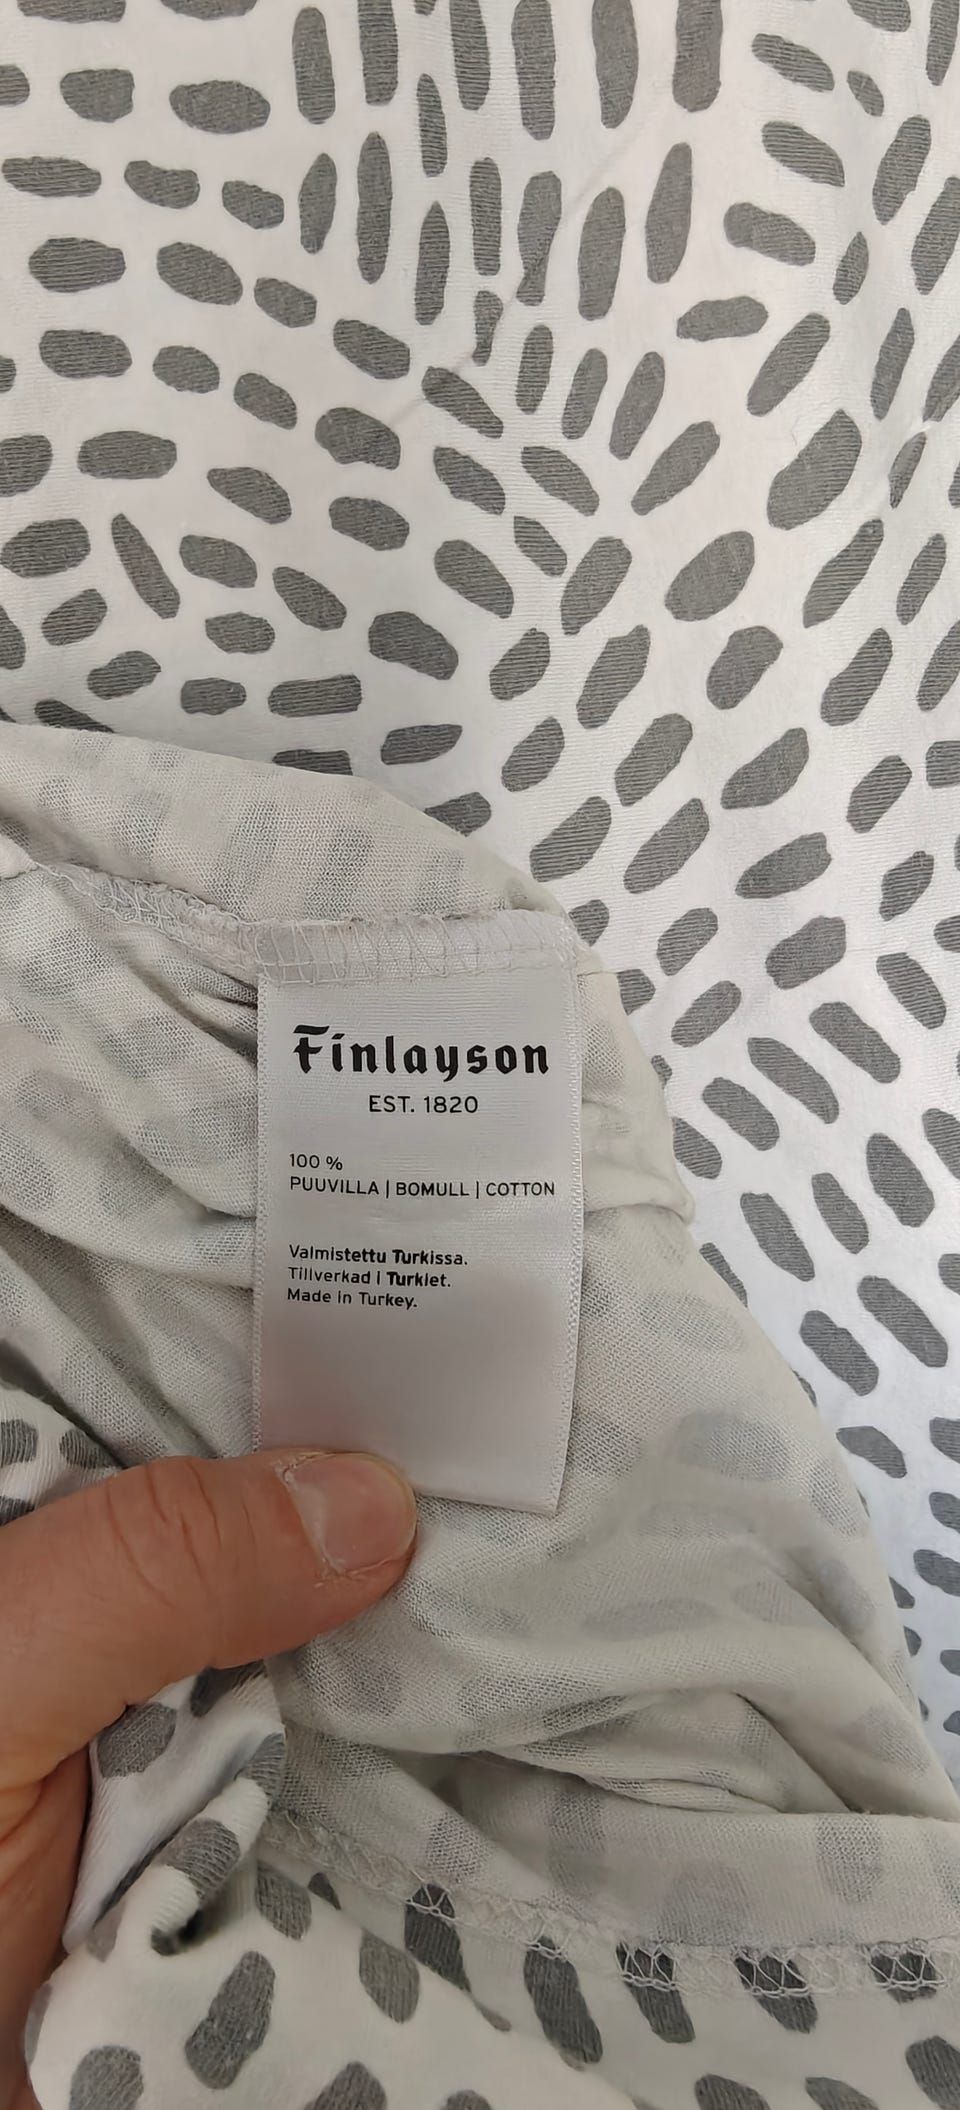 Finlayson
EST. 1820
100 %
PUUVILLA | BOMULL | COTTON
Valmistettu Turkissa.
Tillverkad i Turkiet.
Made in Turkey.